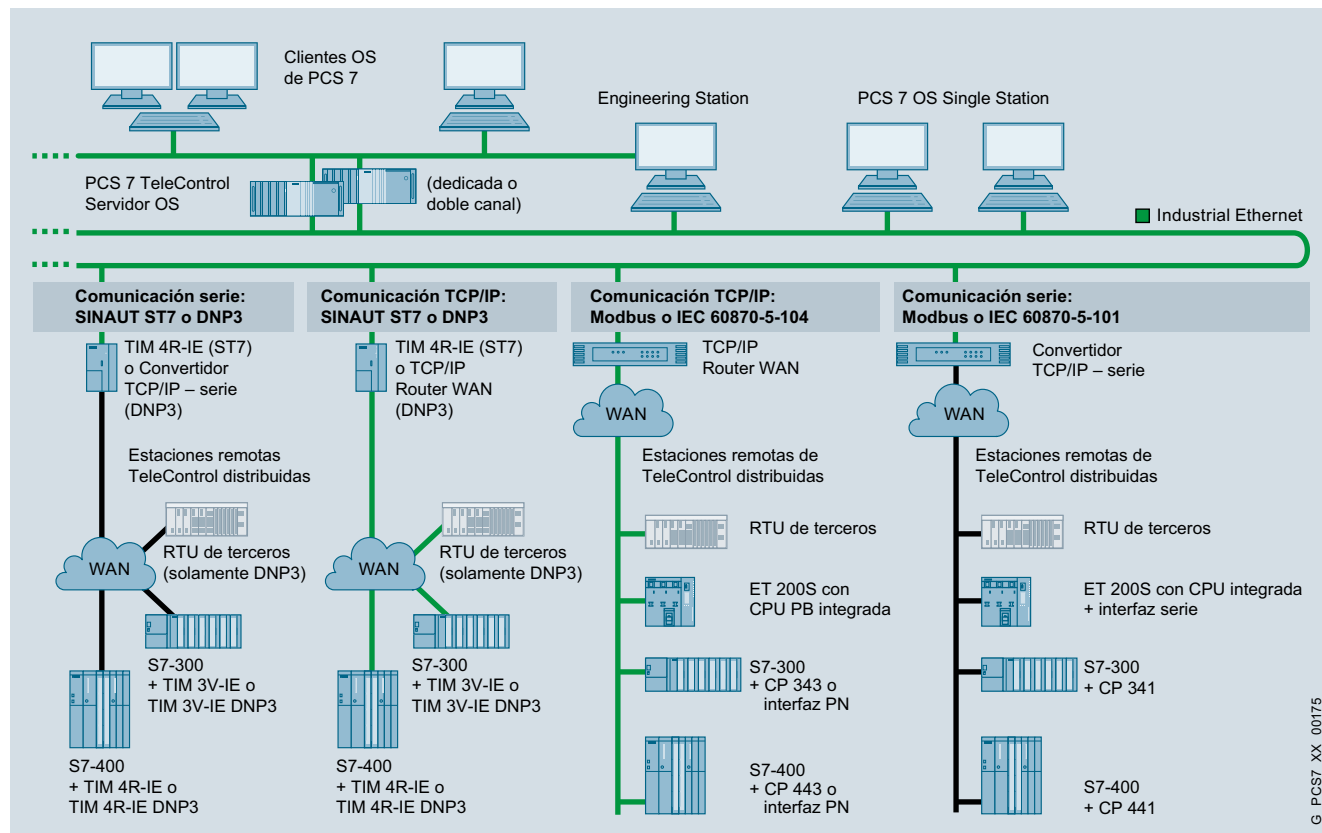 Clientes OS
de PCS 7
Engineering Station
PCS 7 OS Single Station
PCS 7 TeleControl
Servidor OS
(dedicada o
doble canal)
Industrial Ethernet
Comunicación serie:
SINAUT ST7 o DNP3
TIM 4R-IE (ST7)
o Convertidor
TCP/IP – serie
(DNP3)
Estaciones remotas
TeleControl distribuidas
WAN
RTU de terceros
(solamente DNP3)
S7-300
+ TIM 3V-IE o
TIM 3V-IE DNP3
S7-400
+ TIM 4R-IE o
TIM 4R-IE DNP3
Comunicación TCP/IP:
SINAUT ST7 o DNP3
TIM 4R-IE (ST7)
o TCP/IP
Router WAN
(DNP3)
WAN
RTU de terceros
(solamente DNP3)
S7-300
+ TIM 3V-IE o
TIM 3V-IE DNP3
S7-400
+ TIM 4R-IE o
TIM 4R-IE DNP3
Comunicación TCP/IP:
Modbus o IEC 60870-5-104
TCP/IP
Router WAN
WAN
Estaciones remotas de
TeleControl distribuidas
RTU de terceros
ET 200S con
CPU PB integrada
S7-300
+ CP 343 o
interfaz PN
S7-400
+ CP 443 o
interfaz PN
Comunicación serie:
Modbus o IEC 60870-5-101
Convertidor
TCP/IP – serie
WAN
Estaciones remotas de
TeleControl distribuidas
RTU de terceros
ET 200S con CPU integrada
+ interfaz serie
S7-300
+ CP 341
S7-400
+ CP 441
G_PCS7_XX_00175